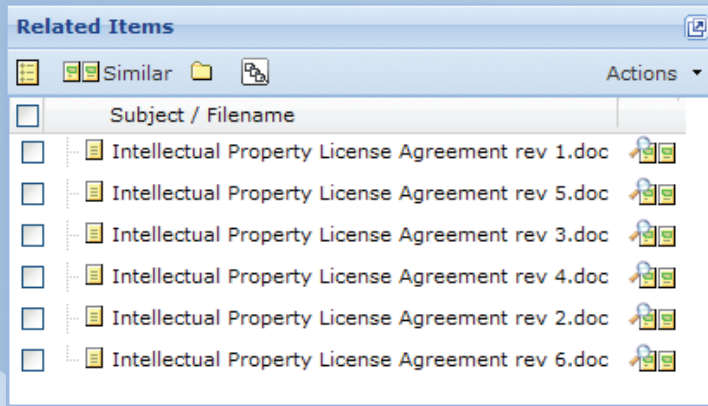 Related Items
Similar Actions
Subject / Filename
Intellectual Property License Agreement rev 1.doc
Intellectual Property License Agreement rev 5.doc
Intellectual Property License Agreement rev 3.doc
Intellectual Property License Agreement rev 4.doc
Intellectual Property License Agreement rev 2.doc
Intellectual Property License Agreement rev 6.doc